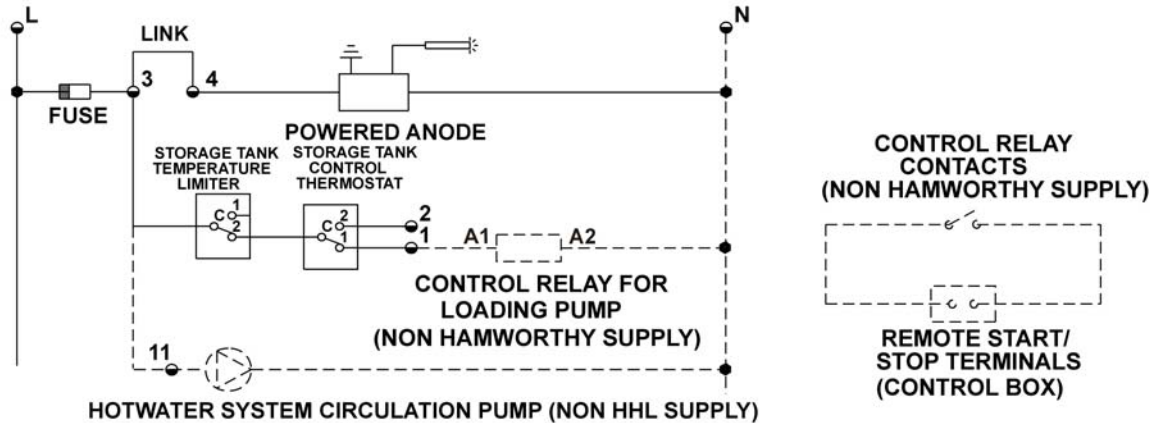 L
N
LINK
3
4
FUSE
POWERED ANODE
STORAGE TANK
TEMPERATURE
LIMITER
STORAGE TANK
CONTROL
THERMOSTAT
1
C
2
2
C
1
2
1
A1
A2
CONTROL RELAY FOR
LOADING PUMP
(NON HAMWORTHY SUPPLY)
11
HOTWATER SYSTEM CIRCULATION PUMP (NON HHL SUPPLY)
CONTROL RELAY
CONTACTS
(NON HAMWORTHY SUPPLY)
REMOTE START/
STOP TERMINALS
(CONTROL BOX)